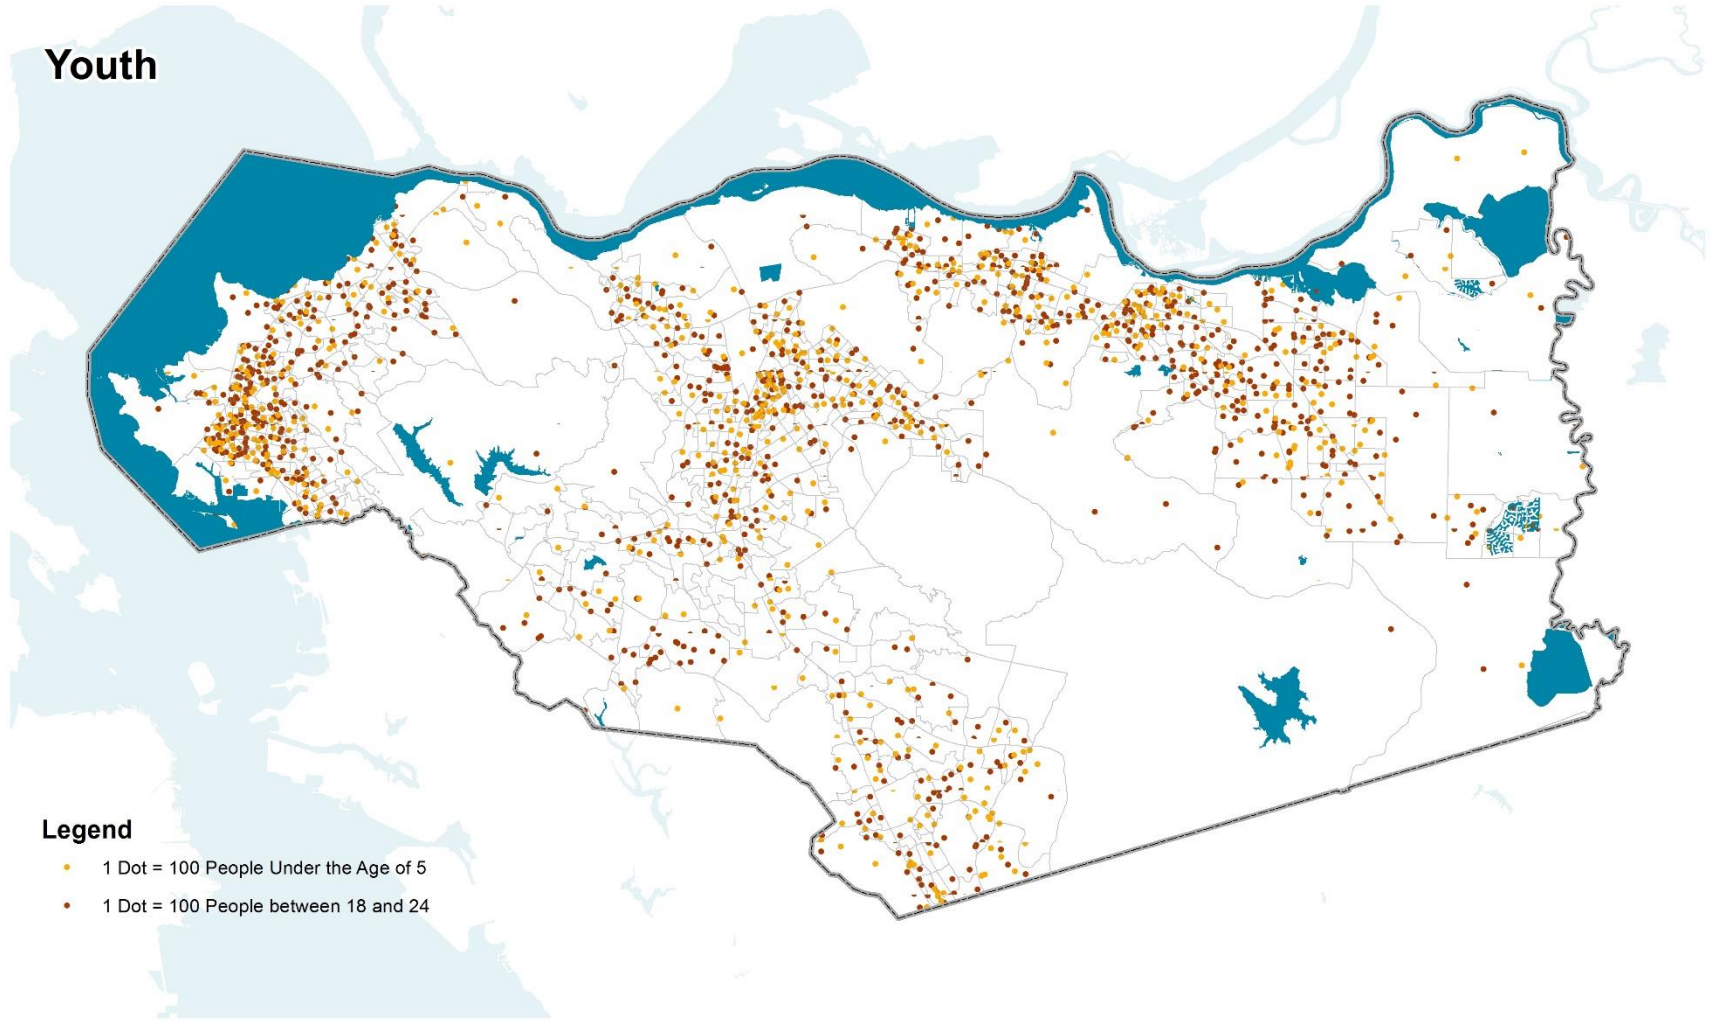 Youth
Legend
1 Dot = 100 People Under the Age of 5
1 Dot = 100 People between 18 and 24